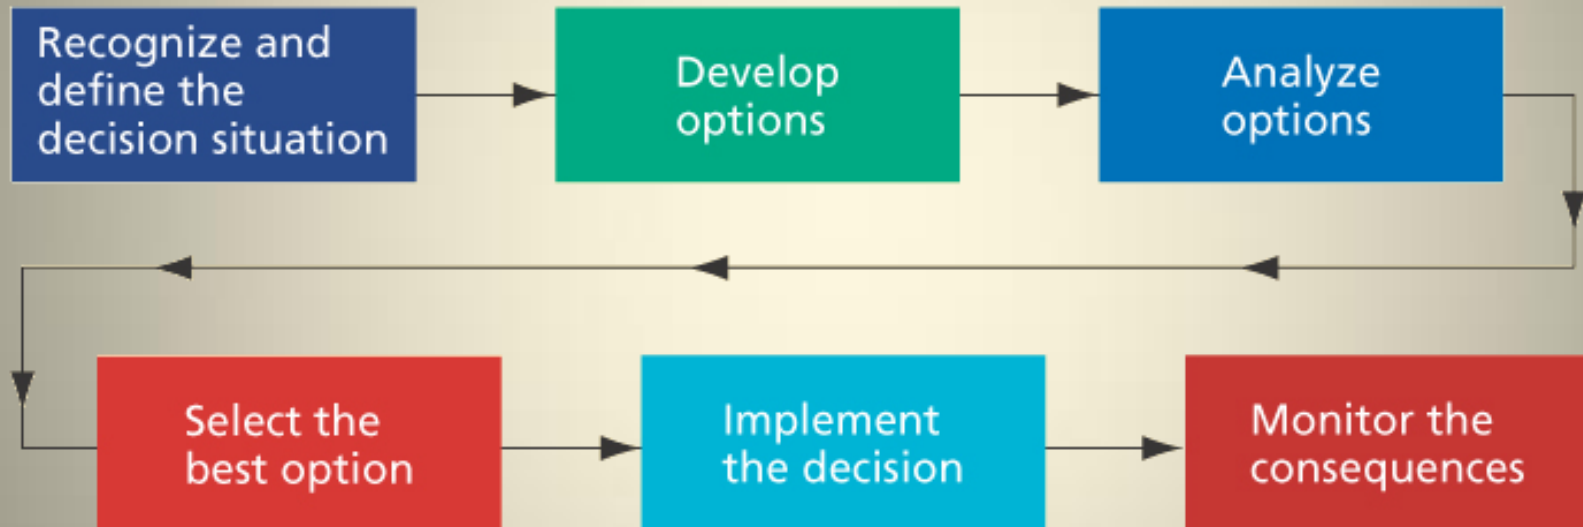 Recognize and
define the
decision situation
Develop
options
Analyze
options
Select the
best option
Implement
the decision
Monitor the
consequences